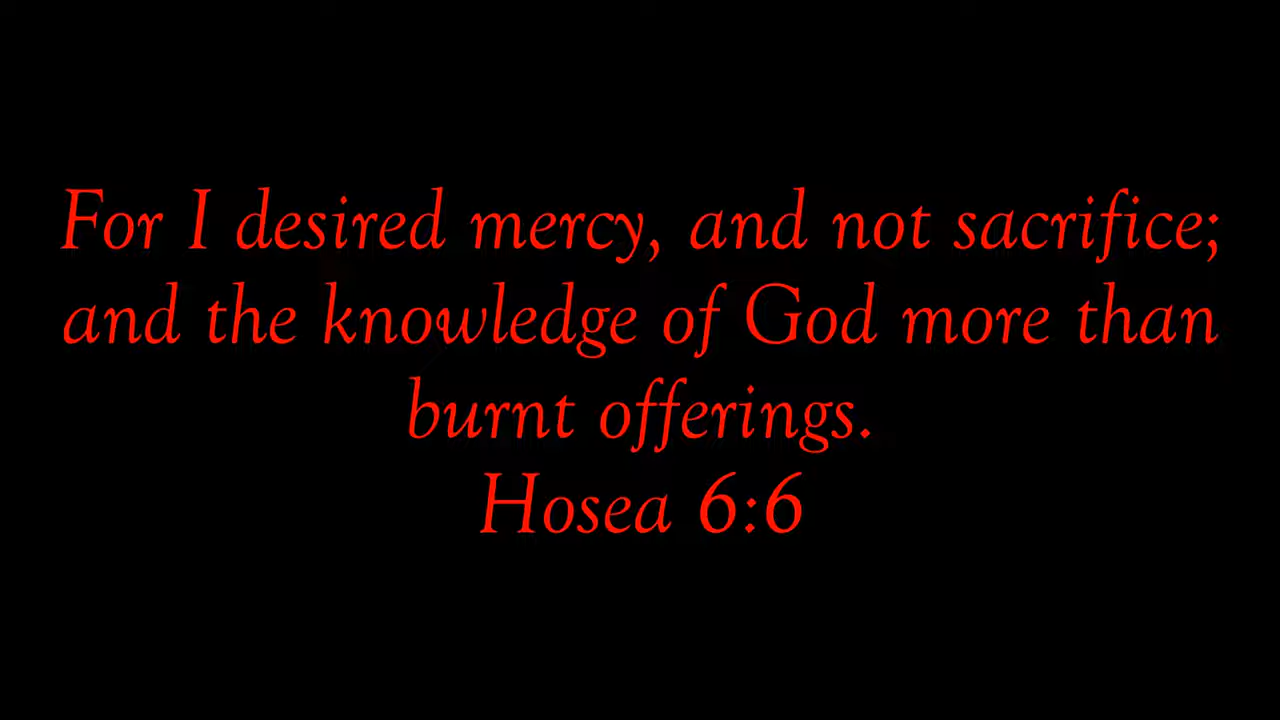 For I desired mercy, and not sacrifice;
and the knowledge of God more than
burnt offerings.
Hosea 6:6